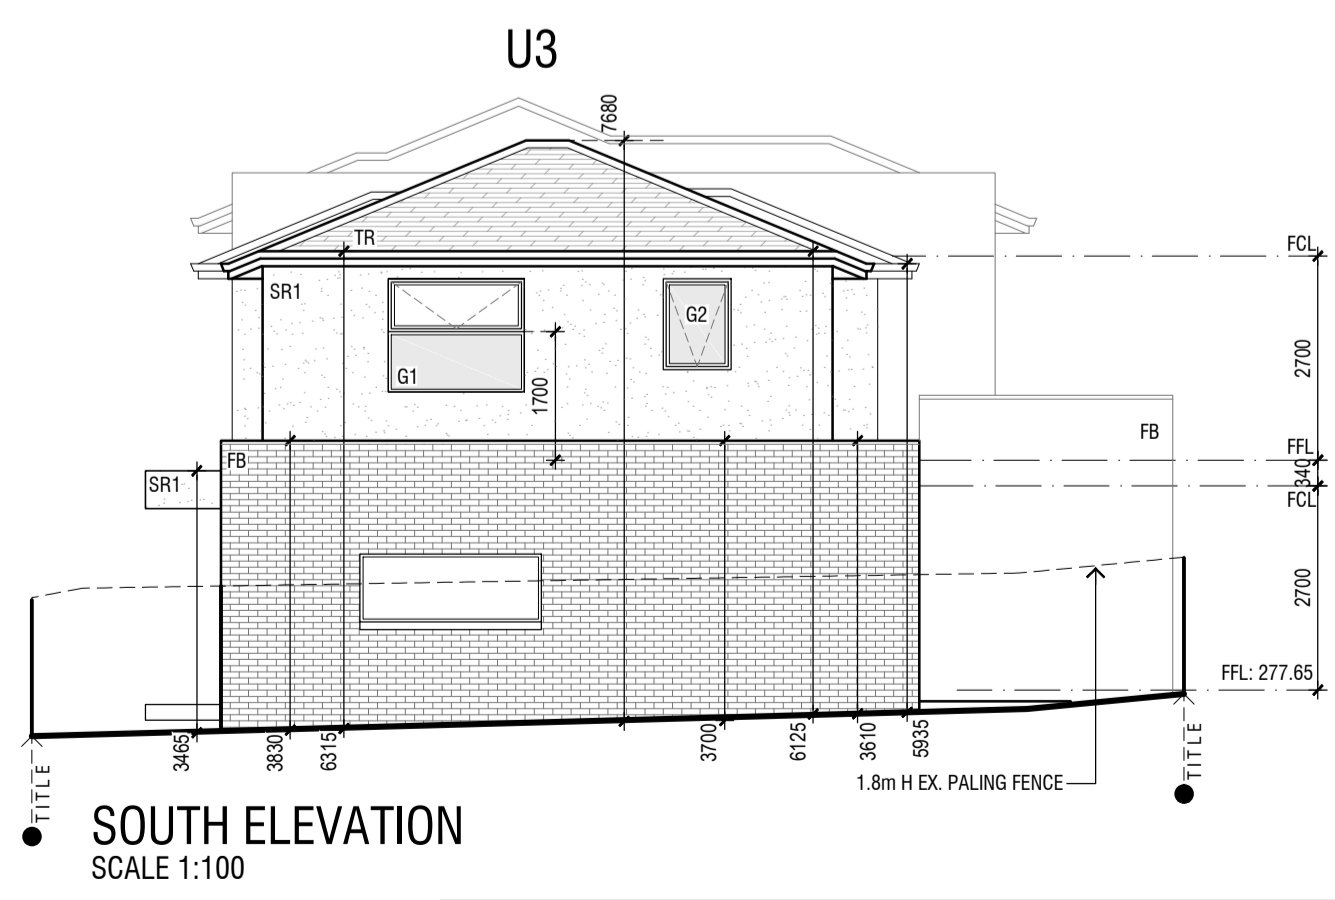 U3
7680
TR
FCL
SR1
G2
G1
1700
2700
FB
FFL
FB
340
SR1
FCL
2700
FFL: 277.65
3465
3830
6315
3700
6125
3610
5935
TITLE
TITLE
1.8m H EX. PALING FENCE
SOUTH ELEVATION
SCALE 1:100